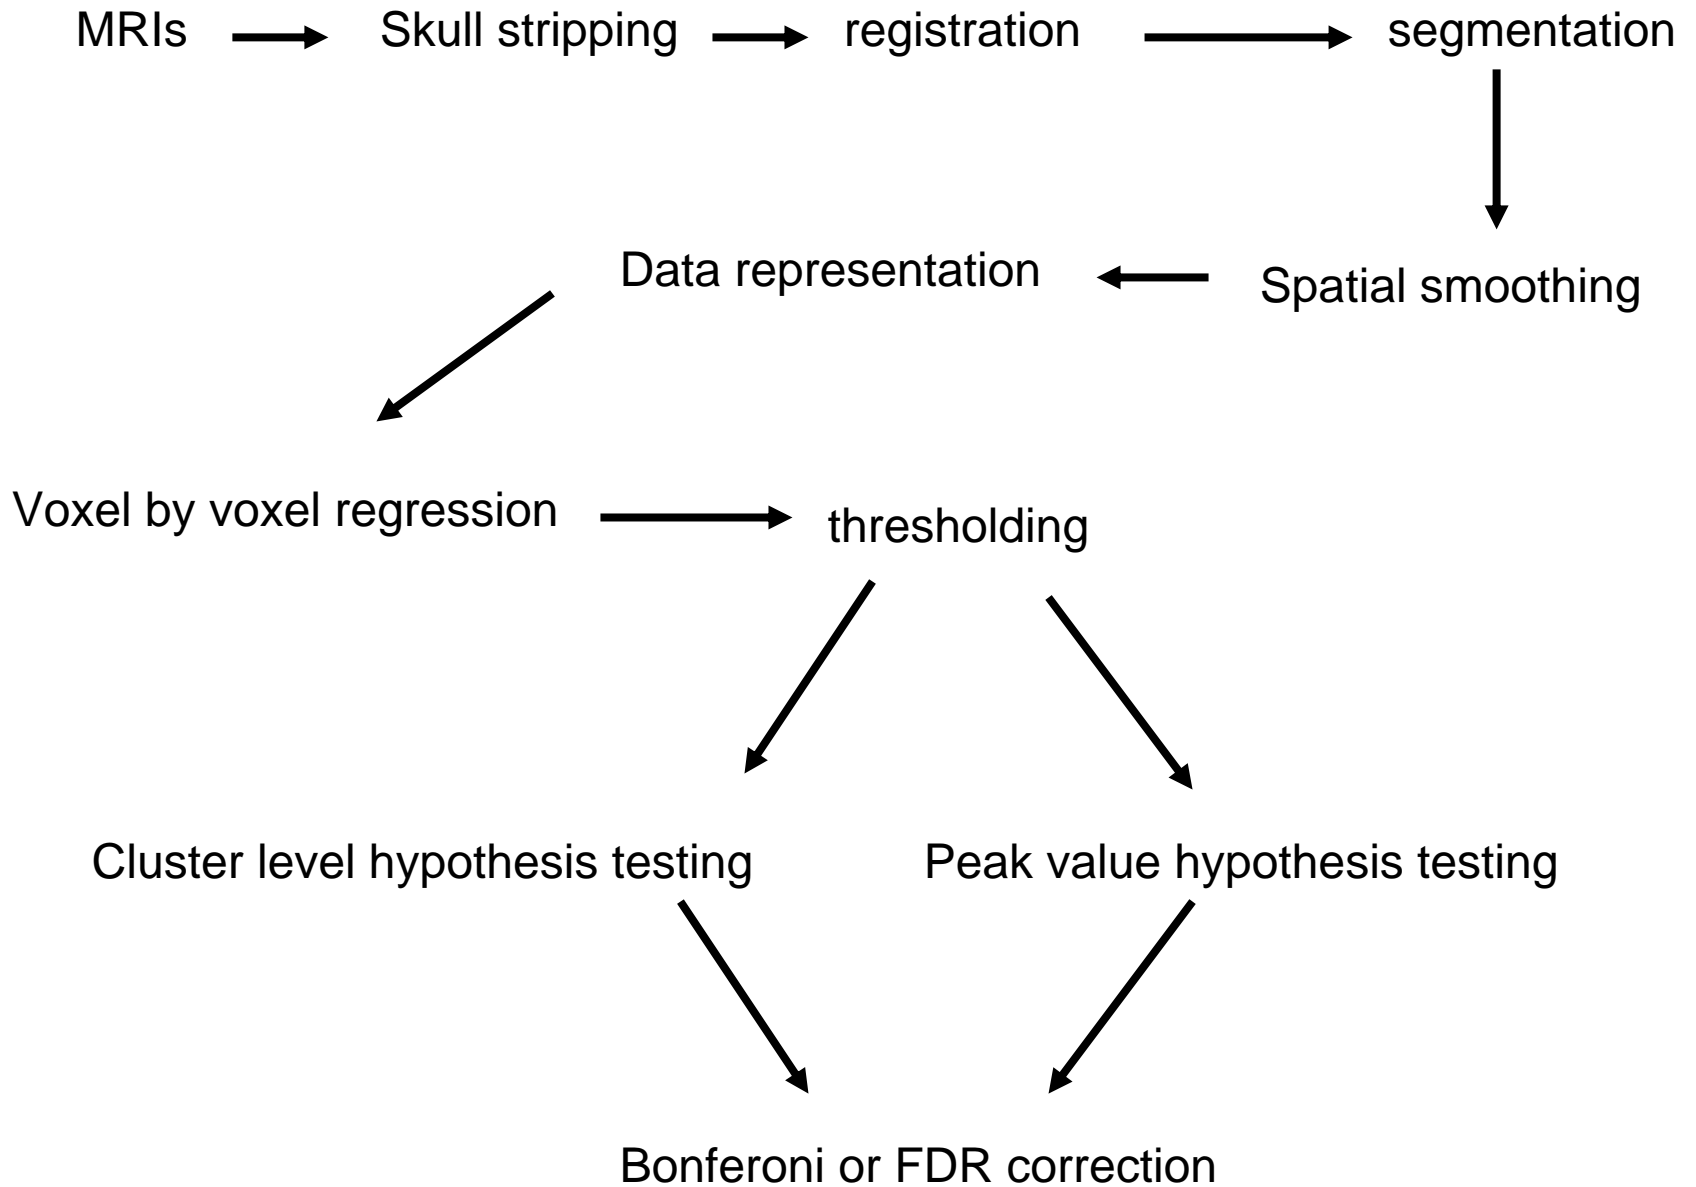 MRIs
Skull stripping
registration
segmentation
Data representation
Spatial smoothing
Voxel by voxel regression
thresholding
Cluster level hypothesis testing
Peak value hypothesis testing
Bonferoni or FDR correction